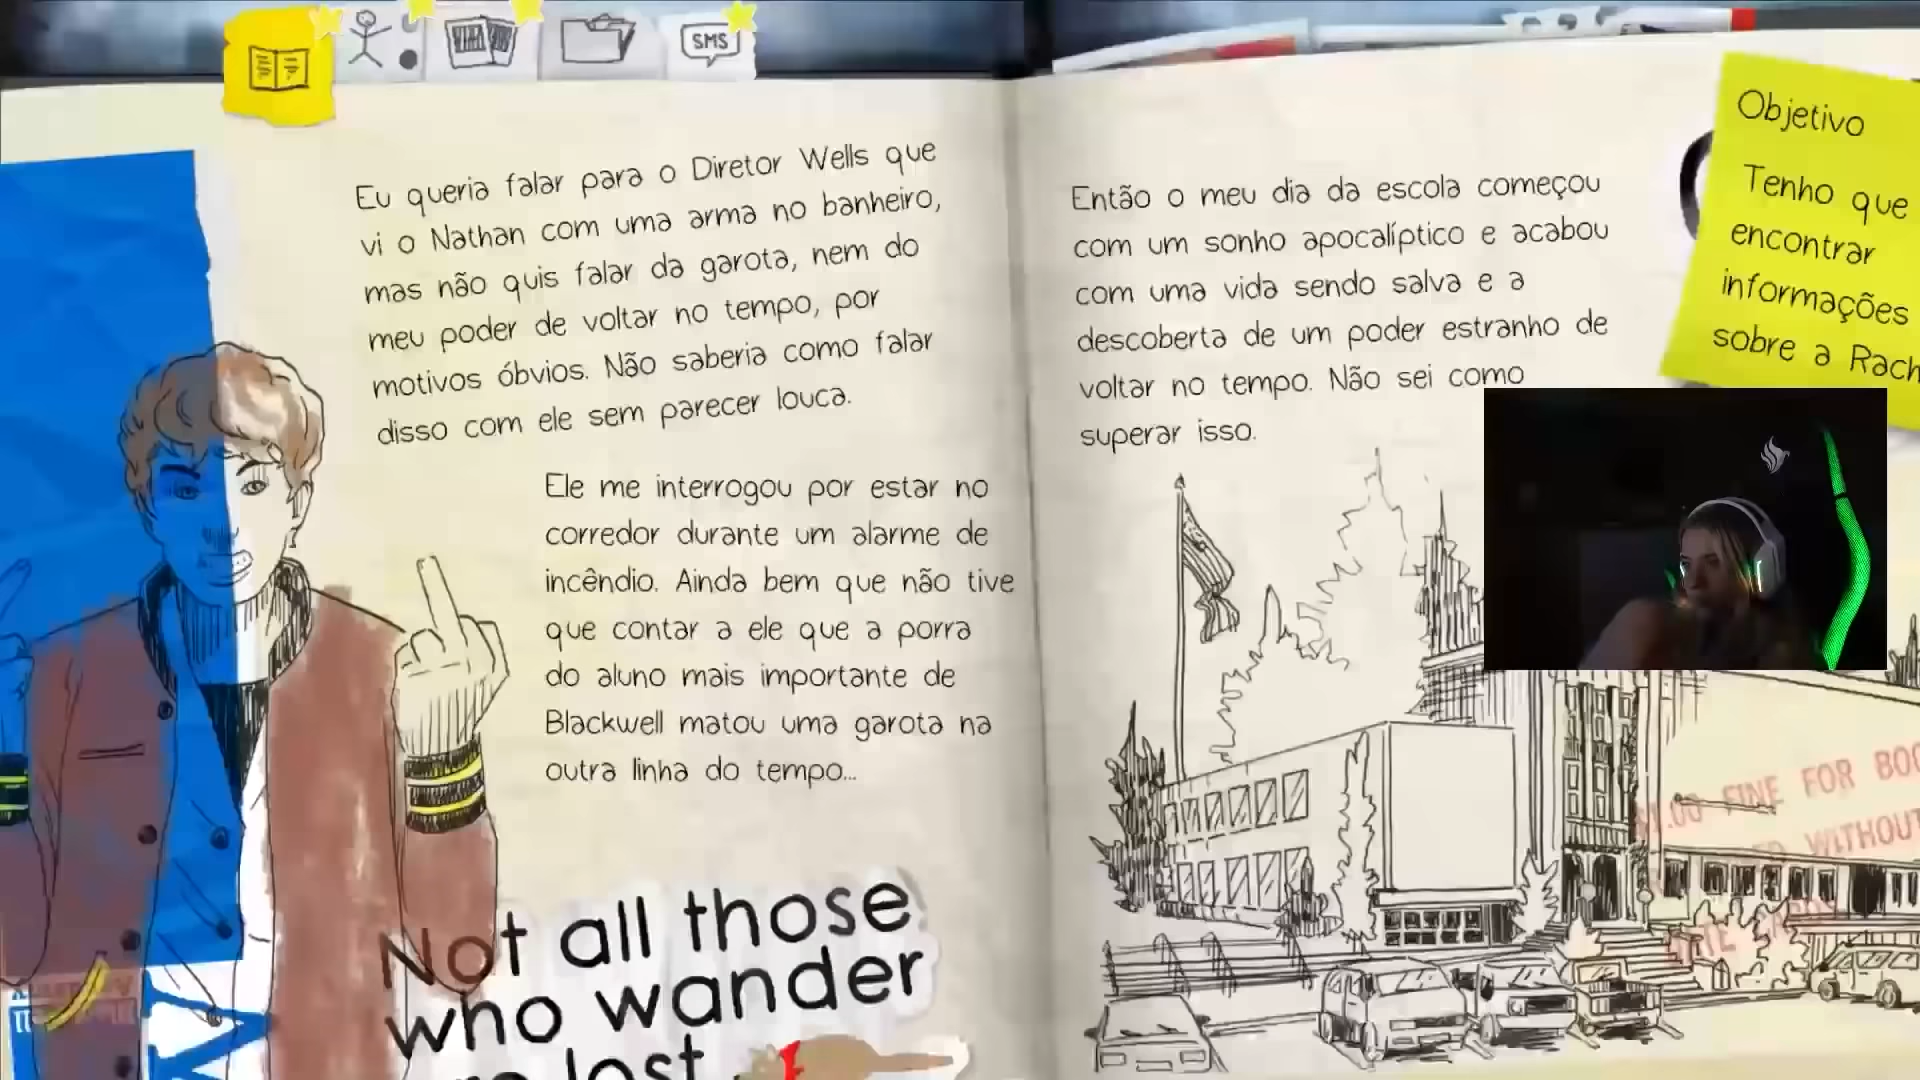 SMS
Eu queria falar para o Diretor Wells que
vi o Nathan com uma arma no banheiro,
mas não quis falar da garota, nem do
meu poder de voltar no tempo, por
motivos óbvios. Não saberia como falar
disso com ele sem parecer louca.
Ele me interrogou por estar no
corredor durante um alarme de
incêndio. Ainda bem que não tive
que contar a ele que a porra
do aluno mais importante de
Blackwell matou uma garota na
outra linha do tempo...
Not all those
who wander
lost
Então o meu dia da escola começou
com um sonho apocalíptico e acabou
com uma vida sendo salva e a
descoberta de um poder estranho de
voltar no tempo. Não sei como
superar isso.
Objetivo
Tenho que
encontrar
informações
sobre a Rach
FINE FOR BOO
WITHOUT